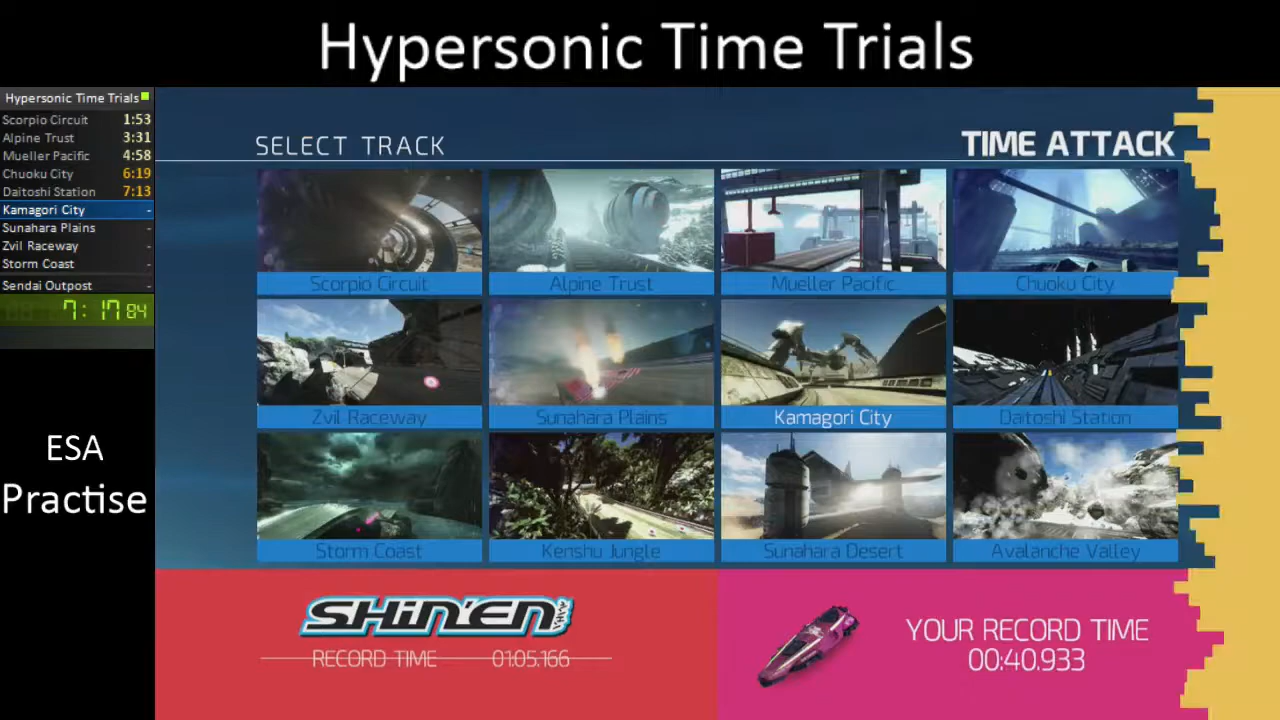 Hypersonic Time Trials
Hypersonic Time Trials
Scorpio Circuit 1:53
Alpine Trust 3:31
Mueller Pacific 4:58
Chuoku City 6:19
Daitoshi Station 7:13
Kamagori City -
Sunahara Plains -
Zvil Raceway -
Storm Coast -
Sendai Outpost -
7:17 84
ESA
Practise
SELECT TRACK
TIME ATTACK
Scorpio Circuit
Alpine Trust
Mueller Pacific
Chuoku City
Zvil Raceway
Sunahara Plains
Kamagori City
Daitoshi Station
Storm Coast
Kenshu Jungle
Sunahara Desert
Avalanche Valley
SHIN'EN
RECORD TIME 01:05.166
YOUR RECORD TIME
00:40.933